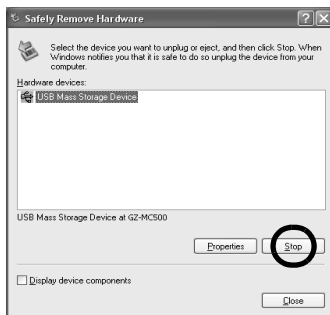 Safely Remove Hardware
Select the device you want to unplug or eject, and then click Stop. When
Windows notifies you that it is safe to do so unplug the device from your
computer.
Hardware devices:
USB Mass Storage Device
USB Mass Storage Device at GZ-MC500
Properties
Stop
Display device components
Close